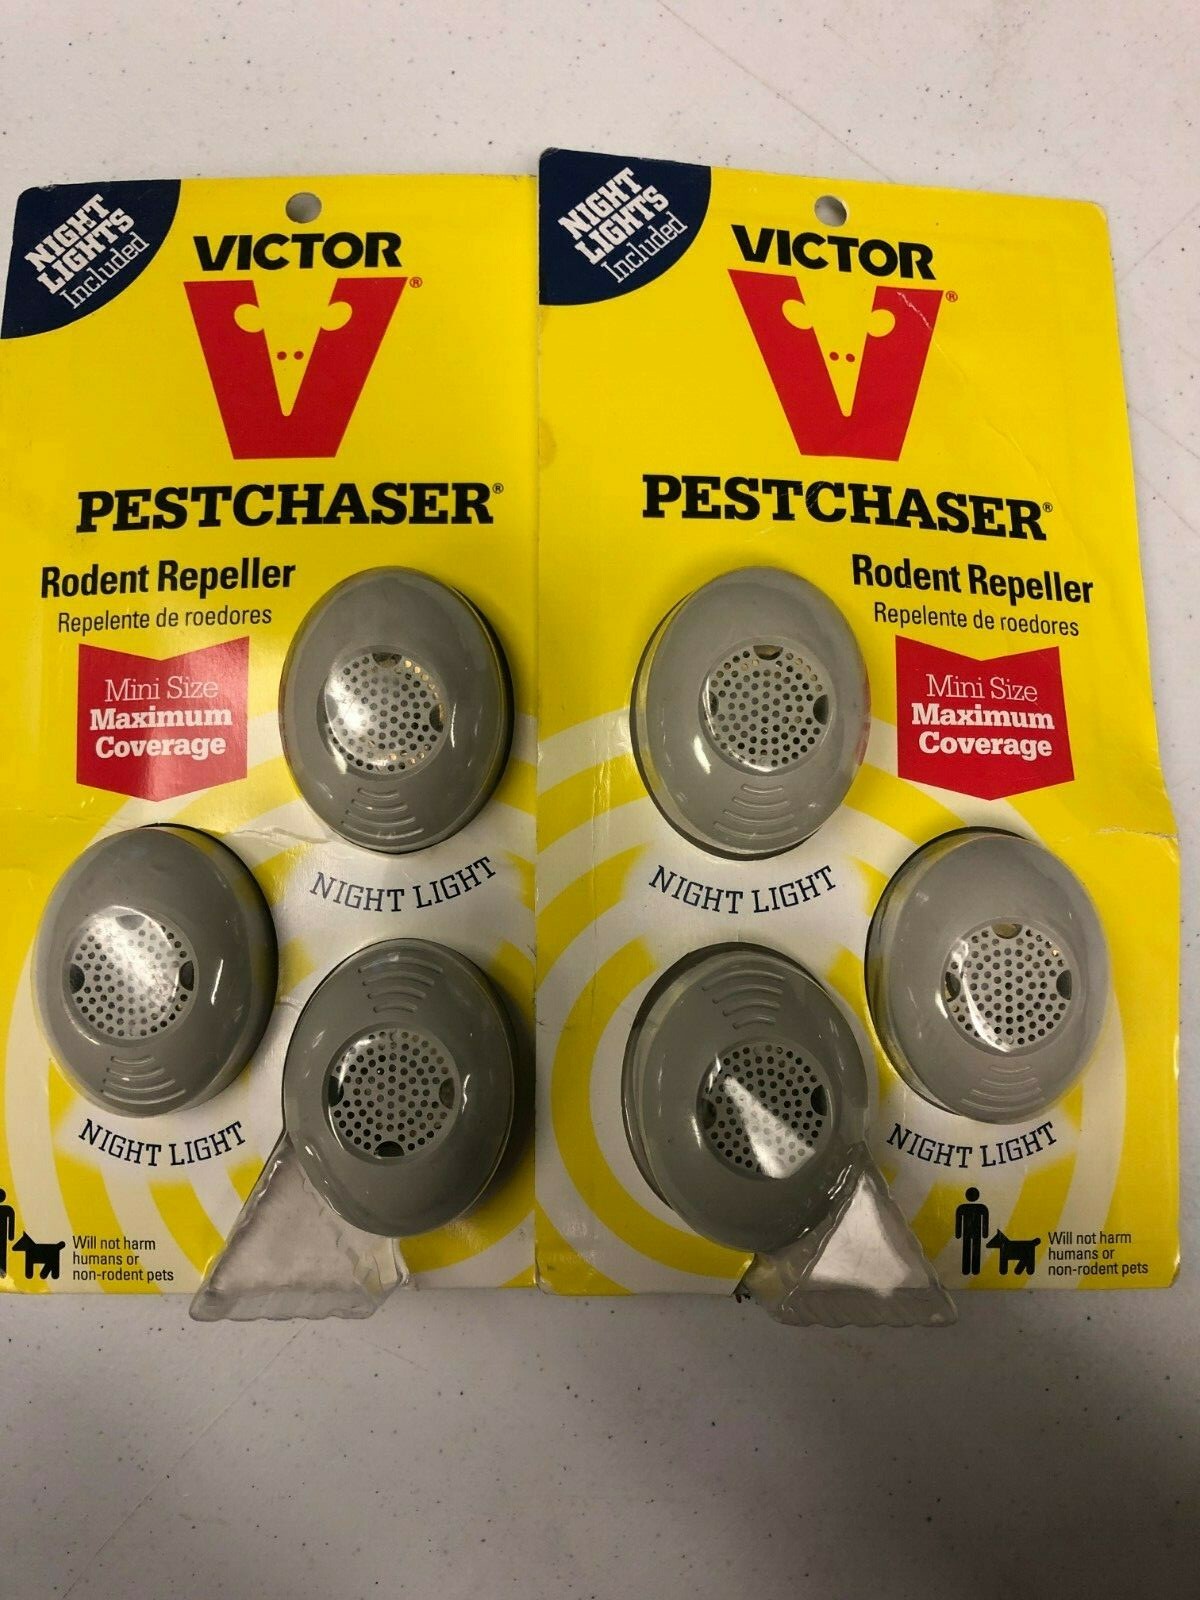 NIGHT
LIGHTS
Included
VICTOR
®
PESTCHASER®
Rodent Repeller
Repelente de roedores
Mini Size
Maximum
Coverage
NIGHT LIGHT
NIGHT LIGHT
Will not harm
humans or
non-rodent pets
NIGHT
LIGHTS
Included
VICTOR
®
PESTCHASER®
Rodent Repeller
Repelente de roedores
Mini Size
Maximum
Coverage
NIGHT LIGHT
NIGHT LIGHT
Will not harm
humans or
non-rodent pets